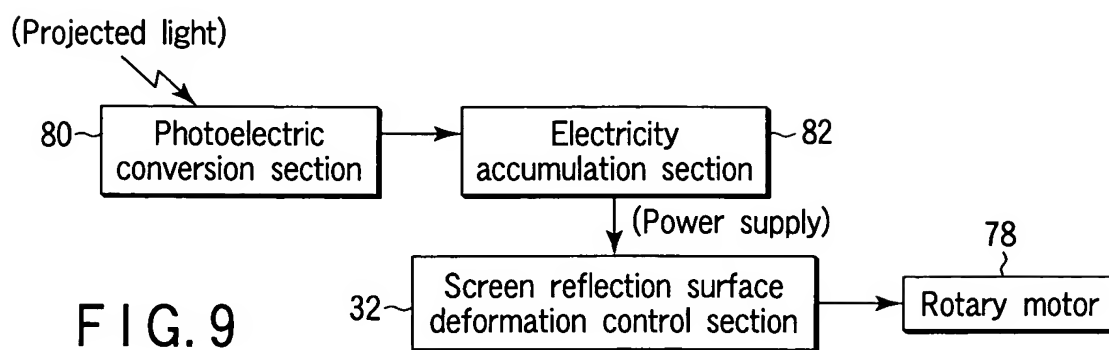 (Projected light)
80
Photoelectric
conversion section
Electricity
accumulation section
82
(Power supply)
78
32
Screen reflection surface
deformation control section
Rotary motor
FIG. 9